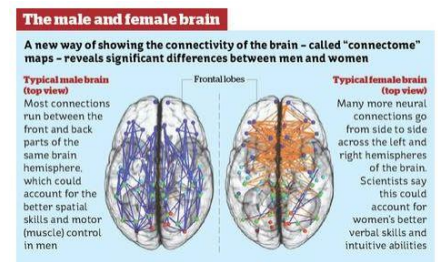 The male and female brain
A new way of showing the connectivity of the brain – called "connectome"
maps – reveals significant differences between men and women
Typical male brain
(top view)
Most connections
run between the
front and back
parts of the
same brain
hemisphere,
which could
account for the
better spatial
skills and motor
(muscle) control
in men
Frontal lobes
Typical female brain
(top view)
Many more neural
connections go
from side to side
across the left and
right hemispheres
of the brain.
Scientists say
this could
account for
women's better
verbal skills and
intuitive abilities